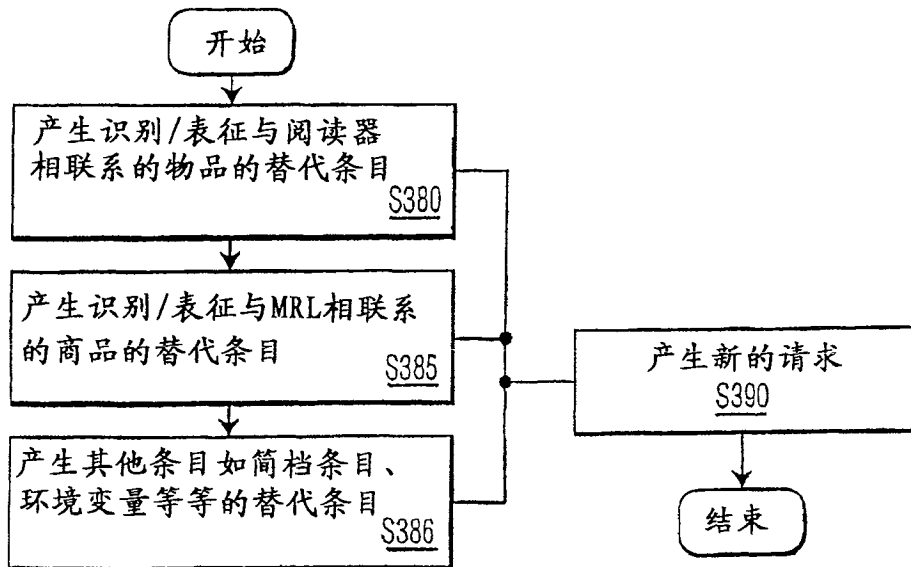 开始
产生识别/表征与阅读器
相联系的物品的替代条目
S380
产生识别/表征与MRL相联系
的商品的替代条目
S385
产生其他条目如简档条目、
环境变量等等的替代条目
S386
产生新的请求
S390
结束